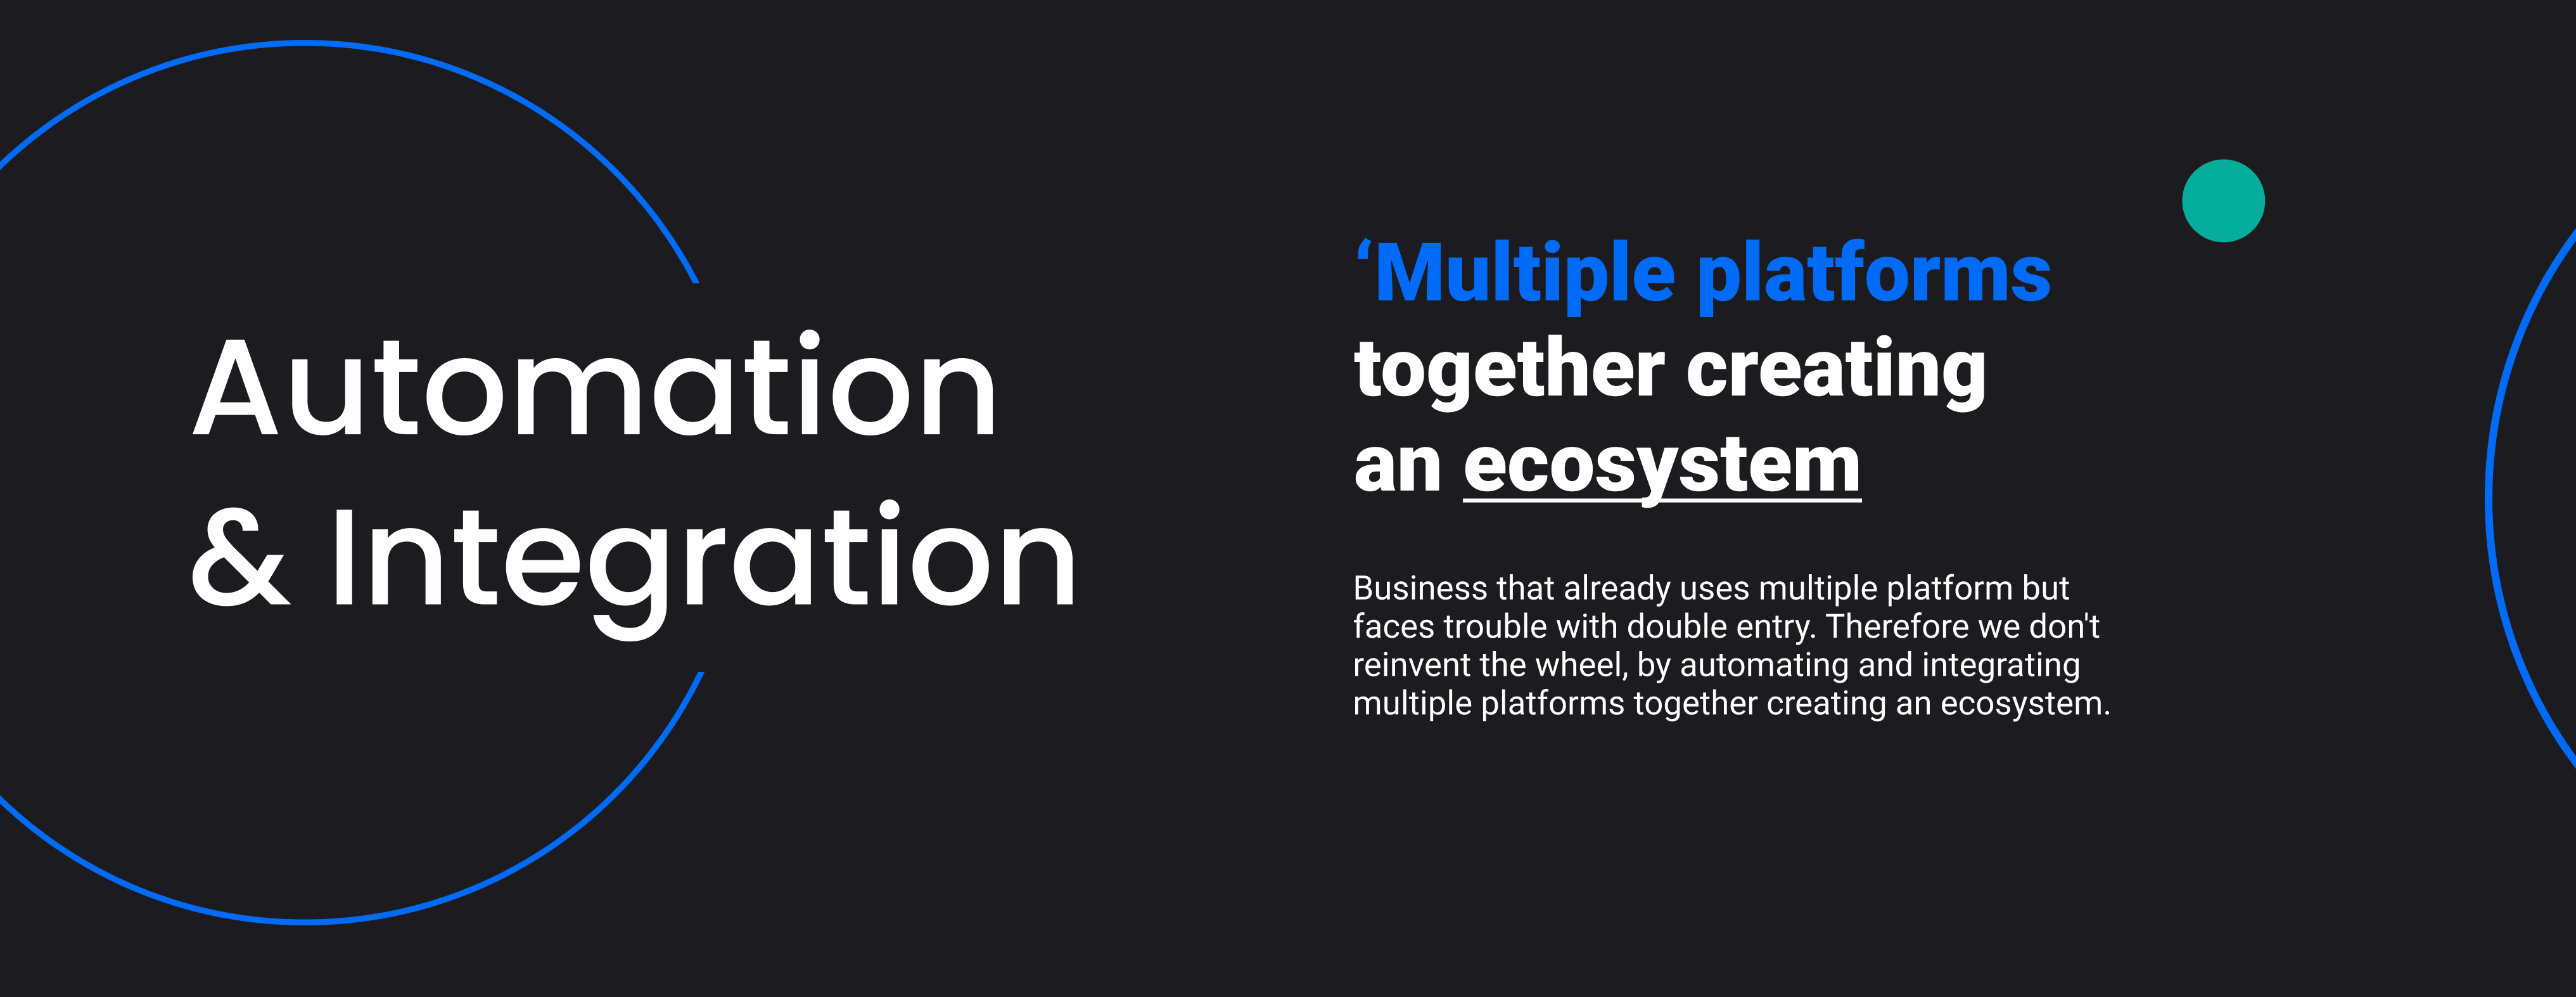 Automation
& Integration
‘Multiple platforms
together creating
an ecosystem
Business that already uses multiple platform but
faces trouble with double entry. Therefore we don't
reinvent the wheel, by automating and integrating
multiple platforms together creating an ecosystem.